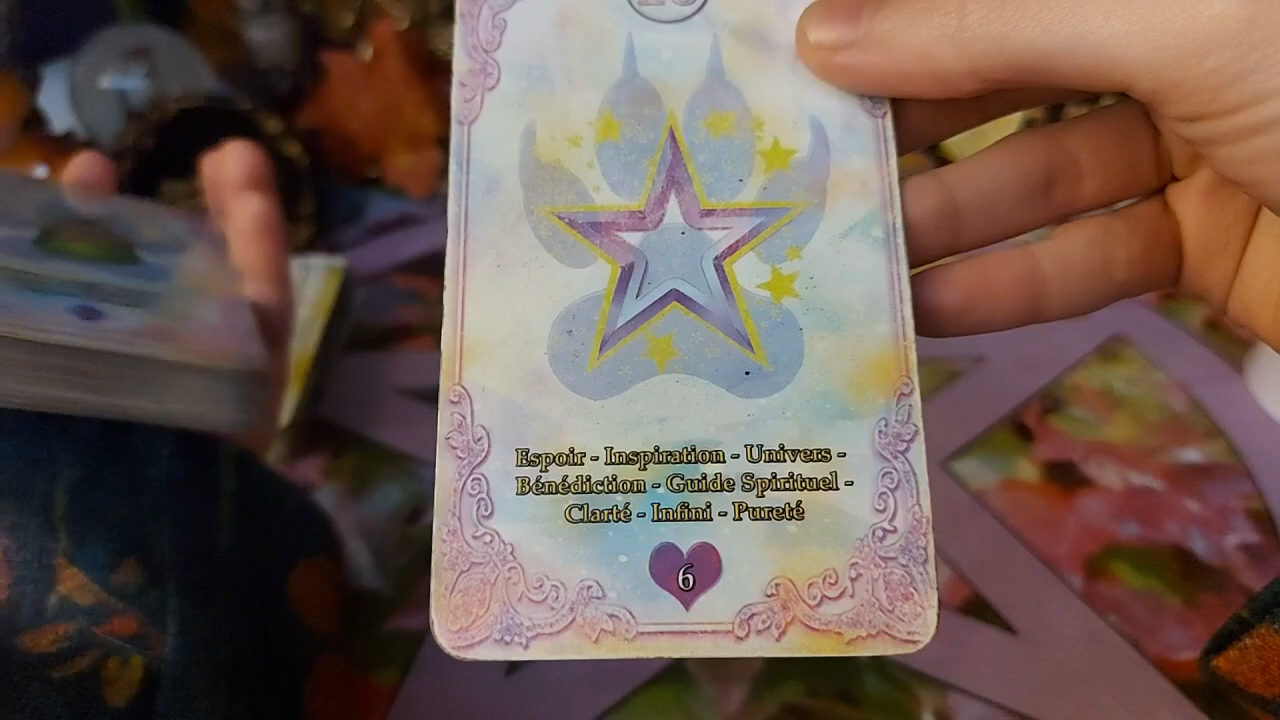 Espoir - Inspiration - Univers -
Bénédiction - Guide Spirituel -
Clarté - Infini - Pureté
6